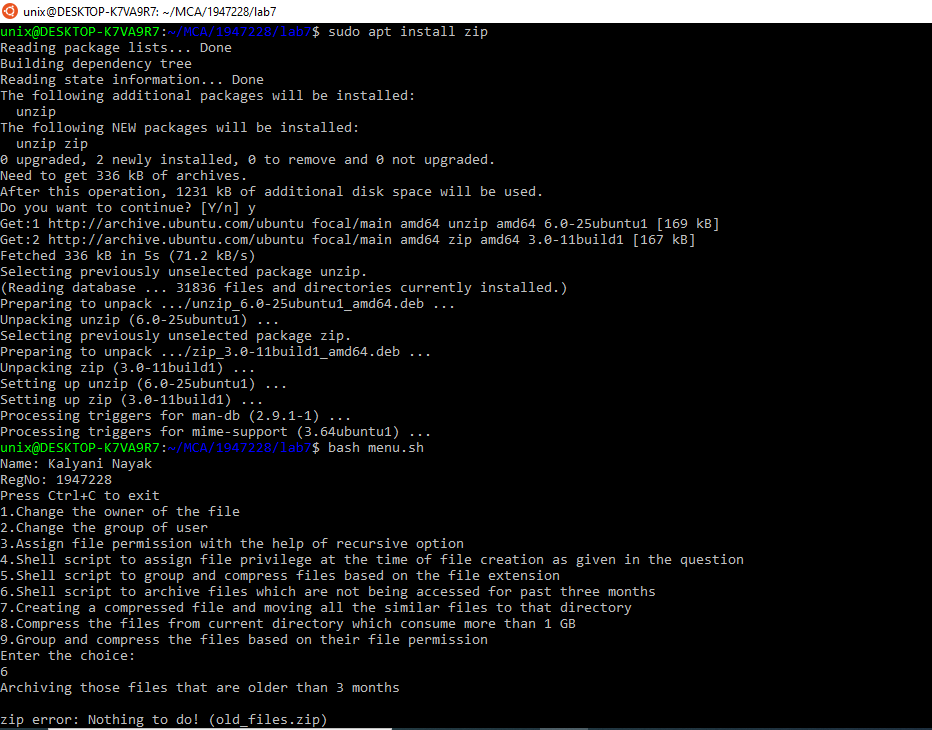 unix@DESKTOP-K7VA9R7: ~/MCA/1947228/lab7
unix@DESKTOP-K7VA9R7:~/MCA/1947228/lab7$ sudo apt install zip
Reading package lists... Done
Building dependency tree
Reading state information... Done
The following additional packages will be installed:
  unzip
The following NEW packages will be installed:
  unzip zip
0 upgraded, 2 newly installed, 0 to remove and 0 not upgraded.
Need to get 336 kB of archives.
After this operation, 1231 kB of additional disk space will be used.
Do you want to continue? [Y/n] y
Get:1 http://archive.ubuntu.com/ubuntu focal/main amd64 unzip amd64 6.0-25ubuntu1 [169 kB]
Get:2 http://archive.ubuntu.com/ubuntu focal/main amd64 zip amd64 3.0-11build1 [167 kB]
Fetched 336 kB in 5s (71.2 kB/s)
Selecting previously unselected package unzip.
(Reading database ... 31836 files and directories currently installed.)
Preparing to unpack .../unzip_6.0-25ubuntu1_amd64.deb ...
Unpacking unzip (6.0-25ubuntu1) ...
Selecting previously unselected package zip.
Preparing to unpack .../zip_3.0-11build1_amd64.deb ...
Unpacking zip (3.0-11build1) ...
Setting up unzip (6.0-25ubuntu1) ...
Setting up zip (3.0-11build1) ...
Processing triggers for man-db (2.9.1-1) ...
Processing triggers for mime-support (3.64ubuntu1) ...
unix@DESKTOP-K7VA9R7:~/MCA/1947228/lab7$ bash menu.sh
Name: Kalyani Nayak
RegNo: 1947228
Press Ctrl+C to exit
1.Change the owner of the file
2.Change the group of user
3.Assign file permission with the help of recursive option
4.Shell script to assign file privilege at the time of file creation as given in the question
5.Shell script to group and compress files based on the file extension
6.Shell script to archive files which are not being accessed for past three months
7.Creating a compressed file and moving all the similar files to that directory
8.Compress the files from current directory which consume more than 1 GB
9.Group and compress the files based on their file permission
Enter the choice:
6
Archiving those files that are older than 3 months
zip error: Nothing to do! (old_files.zip)